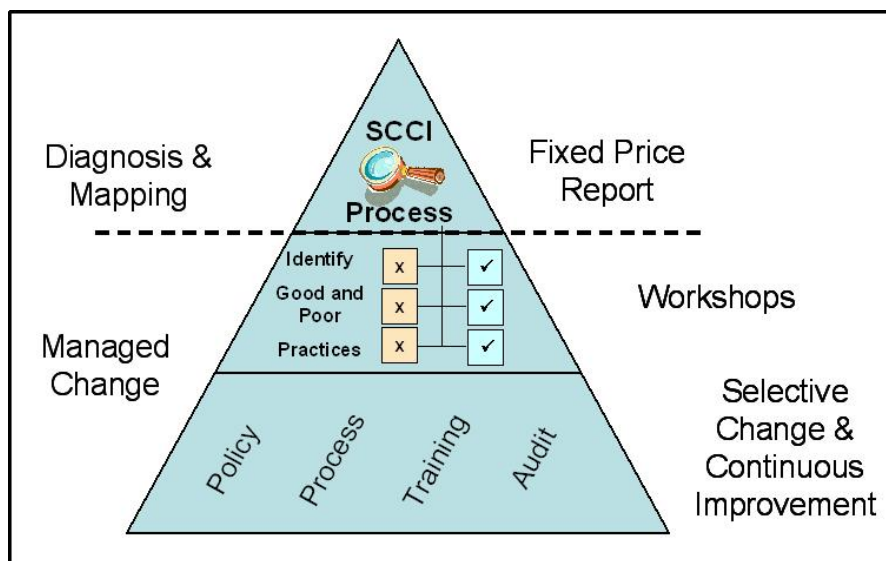 SCCI
Process
Diagnosis &
Mapping
Fixed Price
Report
Identify
Good and
Poor
Practices
x
✓
x
✓
x
✓
Managed
Change
Workshops
Policy
Process
Training
Audit
Selective
Change &
Continuous
Improvement